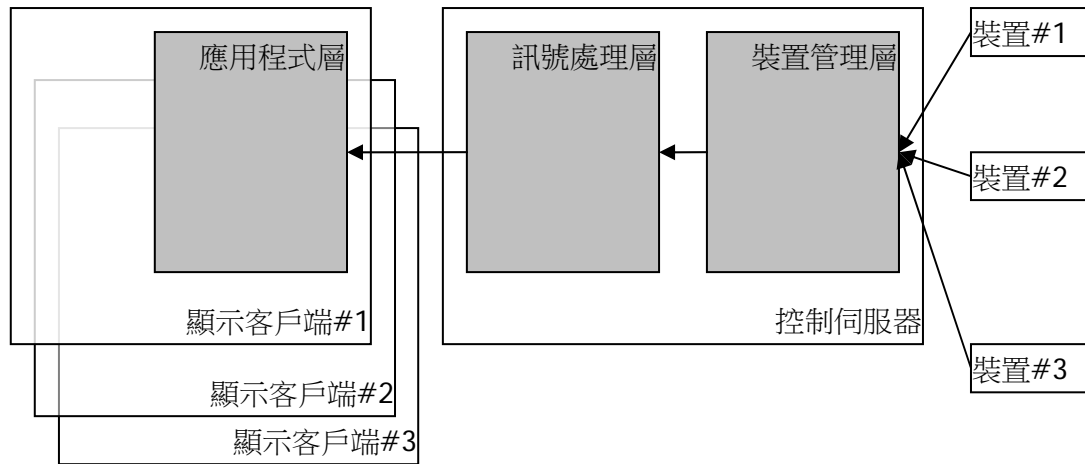 應用程式層
訊號處理層
裝置管理層
裝置#1
裝置#2
裝置#3
顯示客戶端#1
控制伺服器
顯示客戶端#2
顯示客戶端#3